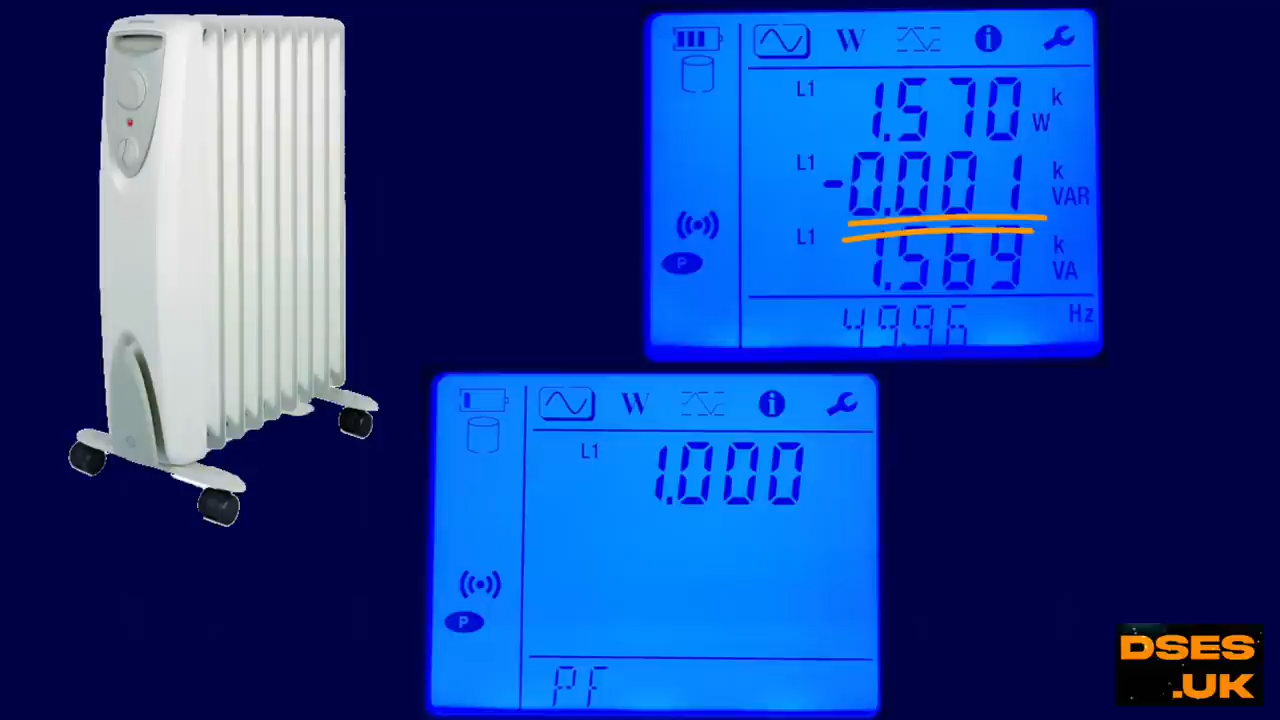 W
L1 1.570 k W
L1 -0.001 k VAR
L1 1.569 k VA
49.96 Hz
P
W
L1 1.000
P
PF
DSES
.UK